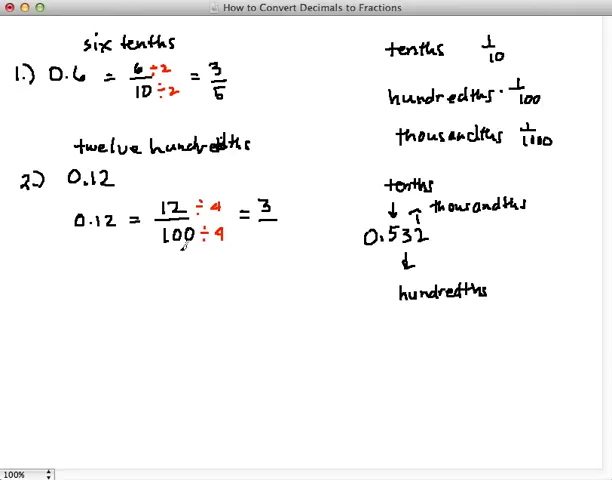 How to Convert Decimals to Fractions
six tenths
1.) 0.6 = 6/10 ÷2/÷2 = 3/5
twelve hundredths
2.) 0.12
0.12 = 12/100 ÷4/÷4 = 3/
tenths 1/10
hundredths · 1/100
thousandths 1/1000
tenths
thousandths
0.532
hundredths
100%